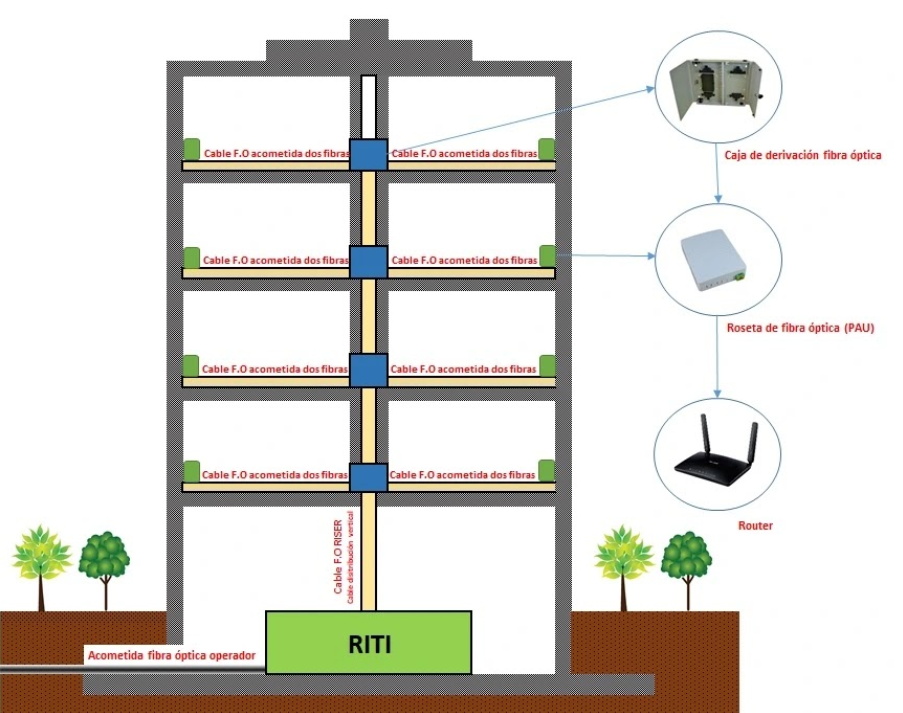 Cable F.O acometida dos fibras
Cable F.O acometida dos fibras
Caja de derivación fibra óptica
Cable F.O acometida dos fibras
Cable F.O acometida dos fibras
Roseta de fibra óptica (PAU)
Cable F.O acometida dos fibras
Cable F.O acometida dos fibras
Cable F.O acometida dos fibras
Cable F.O acometida dos fibras
Router
Cable F.O RISER
Cable distribución vertical
RITI
Acometida fibra óptica operador